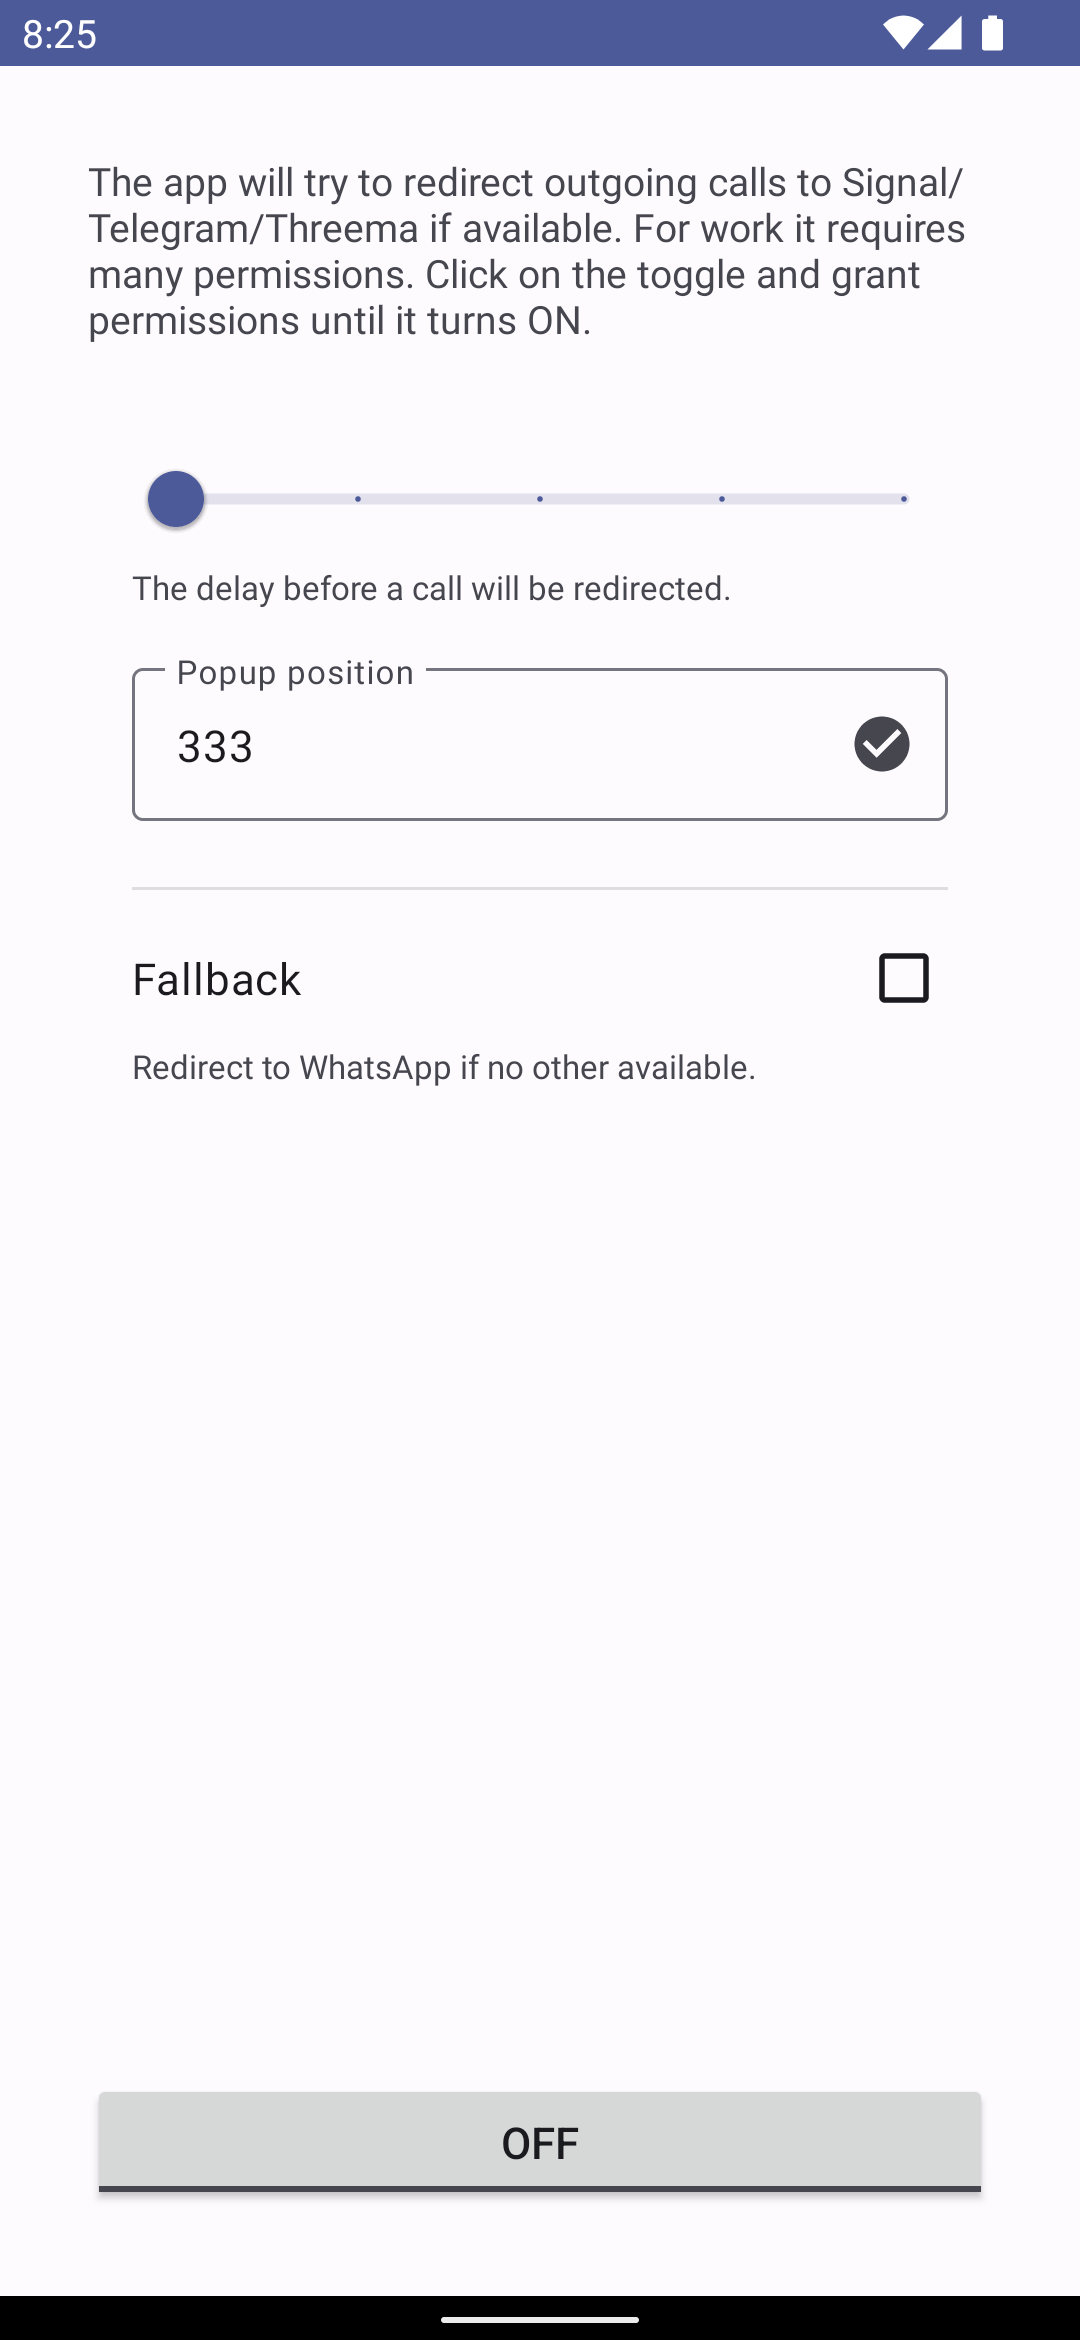 8:25
The app will try to redirect outgoing calls to Signal/
Telegram/Threema if available. For work it requires
many permissions. Click on the toggle and grant
permissions until it turns ON.
The delay before a call will be redirected.
Popup position
333
Fallback
Redirect to WhatsApp if no other available.
OFF